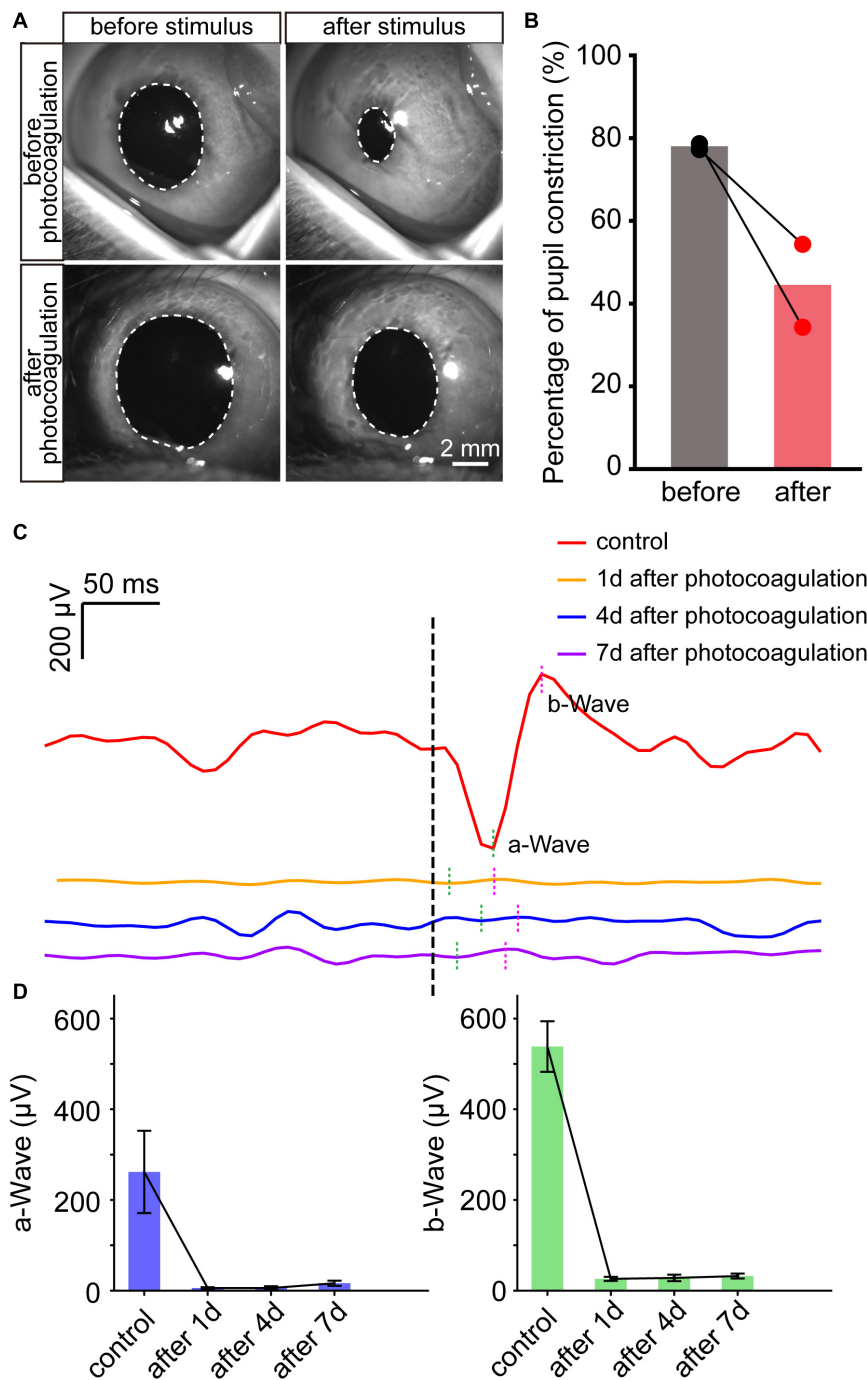 A
before stimulus
after stimulus
before
photocoagulation
after
photocoagulation
2 mm
B
Percentage of pupil constriction (%)
100
80
60
40
20
0
before
after
C
50 ms
200 µV
control
1d after photocoagulation
4d after photocoagulation
7d after photocoagulation
b-Wave
a-Wave
D
a-Wave (µV)
600
400
200
0
control
after 1d
after 4d
after 7d
b-Wave (µV)
600
400
200
0
control
after 1d
after 4d
after 7d